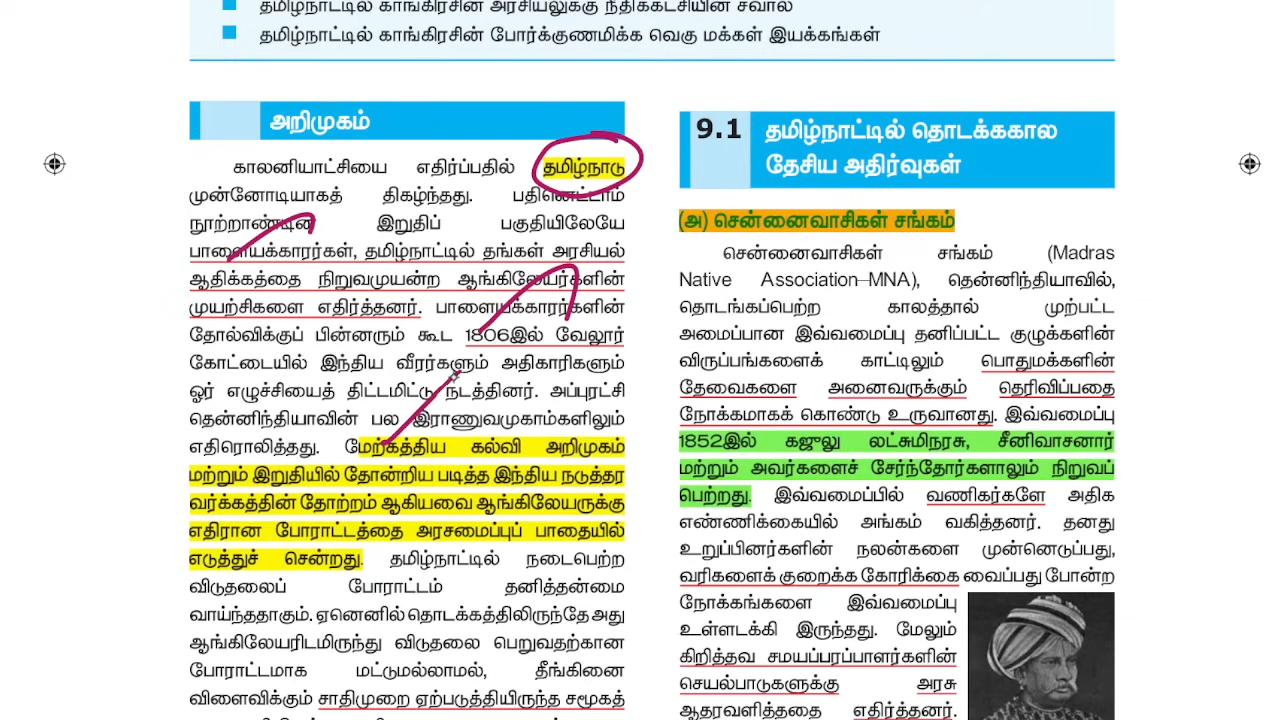 தமிழ்நாட்டில் காங்கிரசின் அரசியலுக்கு நீதிக்கட்சியின் சவால்
தமிழ்நாட்டில் காங்கிரசின் போர்க்குணமிக்க வெகு மக்கள் இயக்கங்கள்
அறிமுகம்
காலனியாட்சியை எதிர்ப்பதில் தமிழ்நாடு
முன்னோடியாகத் திகழ்ந்தது. பதினெட்டாம்
நூற்றாண்டின் இறுதிப் பகுதியிலேயே
பாளையக்காரர்கள், தமிழ்நாட்டில் தங்கள் அரசியல்
ஆதிக்கத்தை நிறுவமுயன்ற ஆங்கிலேயர்களின்
முயற்சிகளை எதிர்த்தனர். பாளையக்காரர்களின்
தோல்விக்குப் பின்னரும் கூட 1806இல் வேலூர்
கோட்டையில் இந்திய வீரர்களும் அதிகாரிகளும்
ஓர் எழுச்சியைத் திட்டமிட்டு நடத்தினர். அப்புரட்சி
தென்னிந்தியாவின் பல இராணுவமுகாம்களிலும்
எதிரொலித்தது. மேற்கத்திய கல்வி அறிமுகம்
மற்றும் இறுதியில் தோன்றிய படித்த இந்திய நடுத்தர
வர்க்கத்தின் தோற்றம் ஆகியவை ஆங்கிலேயருக்கு
எதிரான போராட்டத்தை அரசமைப்புப் பாதையில்
எடுத்துச் சென்றது. தமிழ்நாட்டில் நடைபெற்ற
விடுதலைப் போராட்டம் தனித்தன்மை
வாய்ந்ததாகும். ஏனெனில் தொடக்கத்திலிருந்தே அது
ஆங்கிலேயரிடமிருந்து விடுதலை பெறுவதற்கான
போராட்டமாக மட்டுமல்லாமல், தீங்கினை
விளைவிக்கும் சாதிமுறை ஏற்படுத்தியிருந்த சமூகத்
9.1 தமிழ்நாட்டில் தொடக்ககால
தேசிய அதிர்வுகள்
(அ) சென்னைவாசிகள் சங்கம்
சென்னைவாசிகள் சங்கம் (Madras
Native Association–MNA), தென்னிந்தியாவில்,
தொடங்கப்பெற்ற காலத்தால் முற்பட்ட
அமைப்பான இவ்வமைப்பு தனிப்பட்ட குழுக்களின்
விருப்பங்களைக் காட்டிலும் பொதுமக்களின்
தேவைகளை அனைவருக்கும் தெரிவிப்பதை
நோக்கமாகக் கொண்டு உருவானது. இவ்வமைப்பு
1852இல் கஜுலு லட்சுமிநரசு, சீனிவாசனார்
மற்றும் அவர்களைச் சேர்ந்தோர்களாலும் நிறுவப்
பெற்றது. இவ்வமைப்பில் வணிகர்களே அதிக
எண்ணிக்கையில் அங்கம் வகித்தனர். தனது
உறுப்பினர்களின் நலன்களை முன்னெடுப்பது,
வரிகளைக் குறைக்க கோரிக்கை வைப்பது போன்ற
நோக்கங்களை இவ்வமைப்பு
உள்ளடக்கி இருந்தது. மேலும்
கிறித்தவ சமயப்பரப்பாளர்களின்
செயல்பாடுகளுக்கு அரசு
ஆதரவளித்ததை எதிர்த்தனர்.